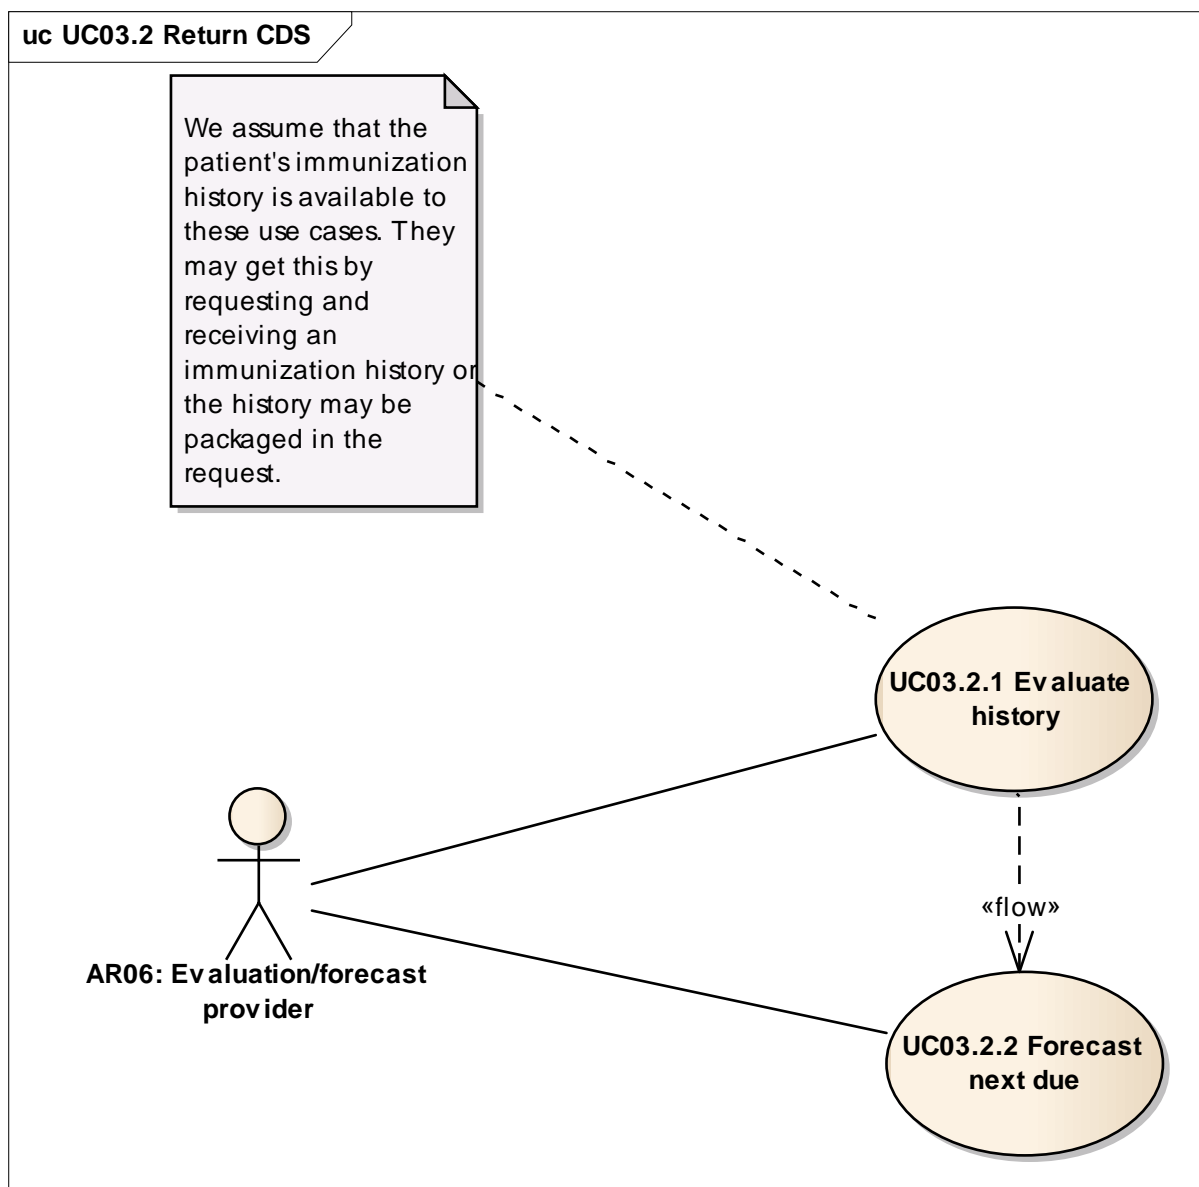 uc UC03.2 Return CDS
We assume that the
patient's immunization
history is available to
these use cases. They
may get this by
requesting and
receiving an
immunization history or
the history may be
packaged in the
request.
UC03.2.1 Evaluate
history
«flow»
AR06: Evaluation/forecast
provider
UC03.2.2 Forecast
next due